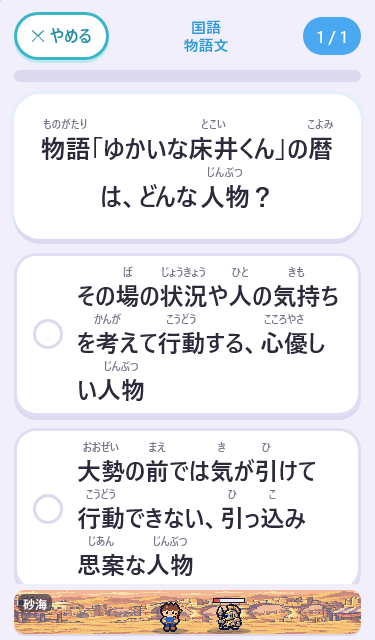 × やめる
国語
物語文
1 / 1
ものがたり とこい こよみ
物語「ゆかいな床井くん」の暦
じんぶつ
は、どんな人物？
ば じょうきょう ひと きも
その場の状況や人の気持ち
かんが こうどう こころやさ
を考えて行動する、心優し
じんぶつ
い人物
おおぜい まえ き ひ
大勢の前では気が引けて
こうどう ひ こ
行動できない、引っ込み
じあん じんぶつ
思案な人物
砂海